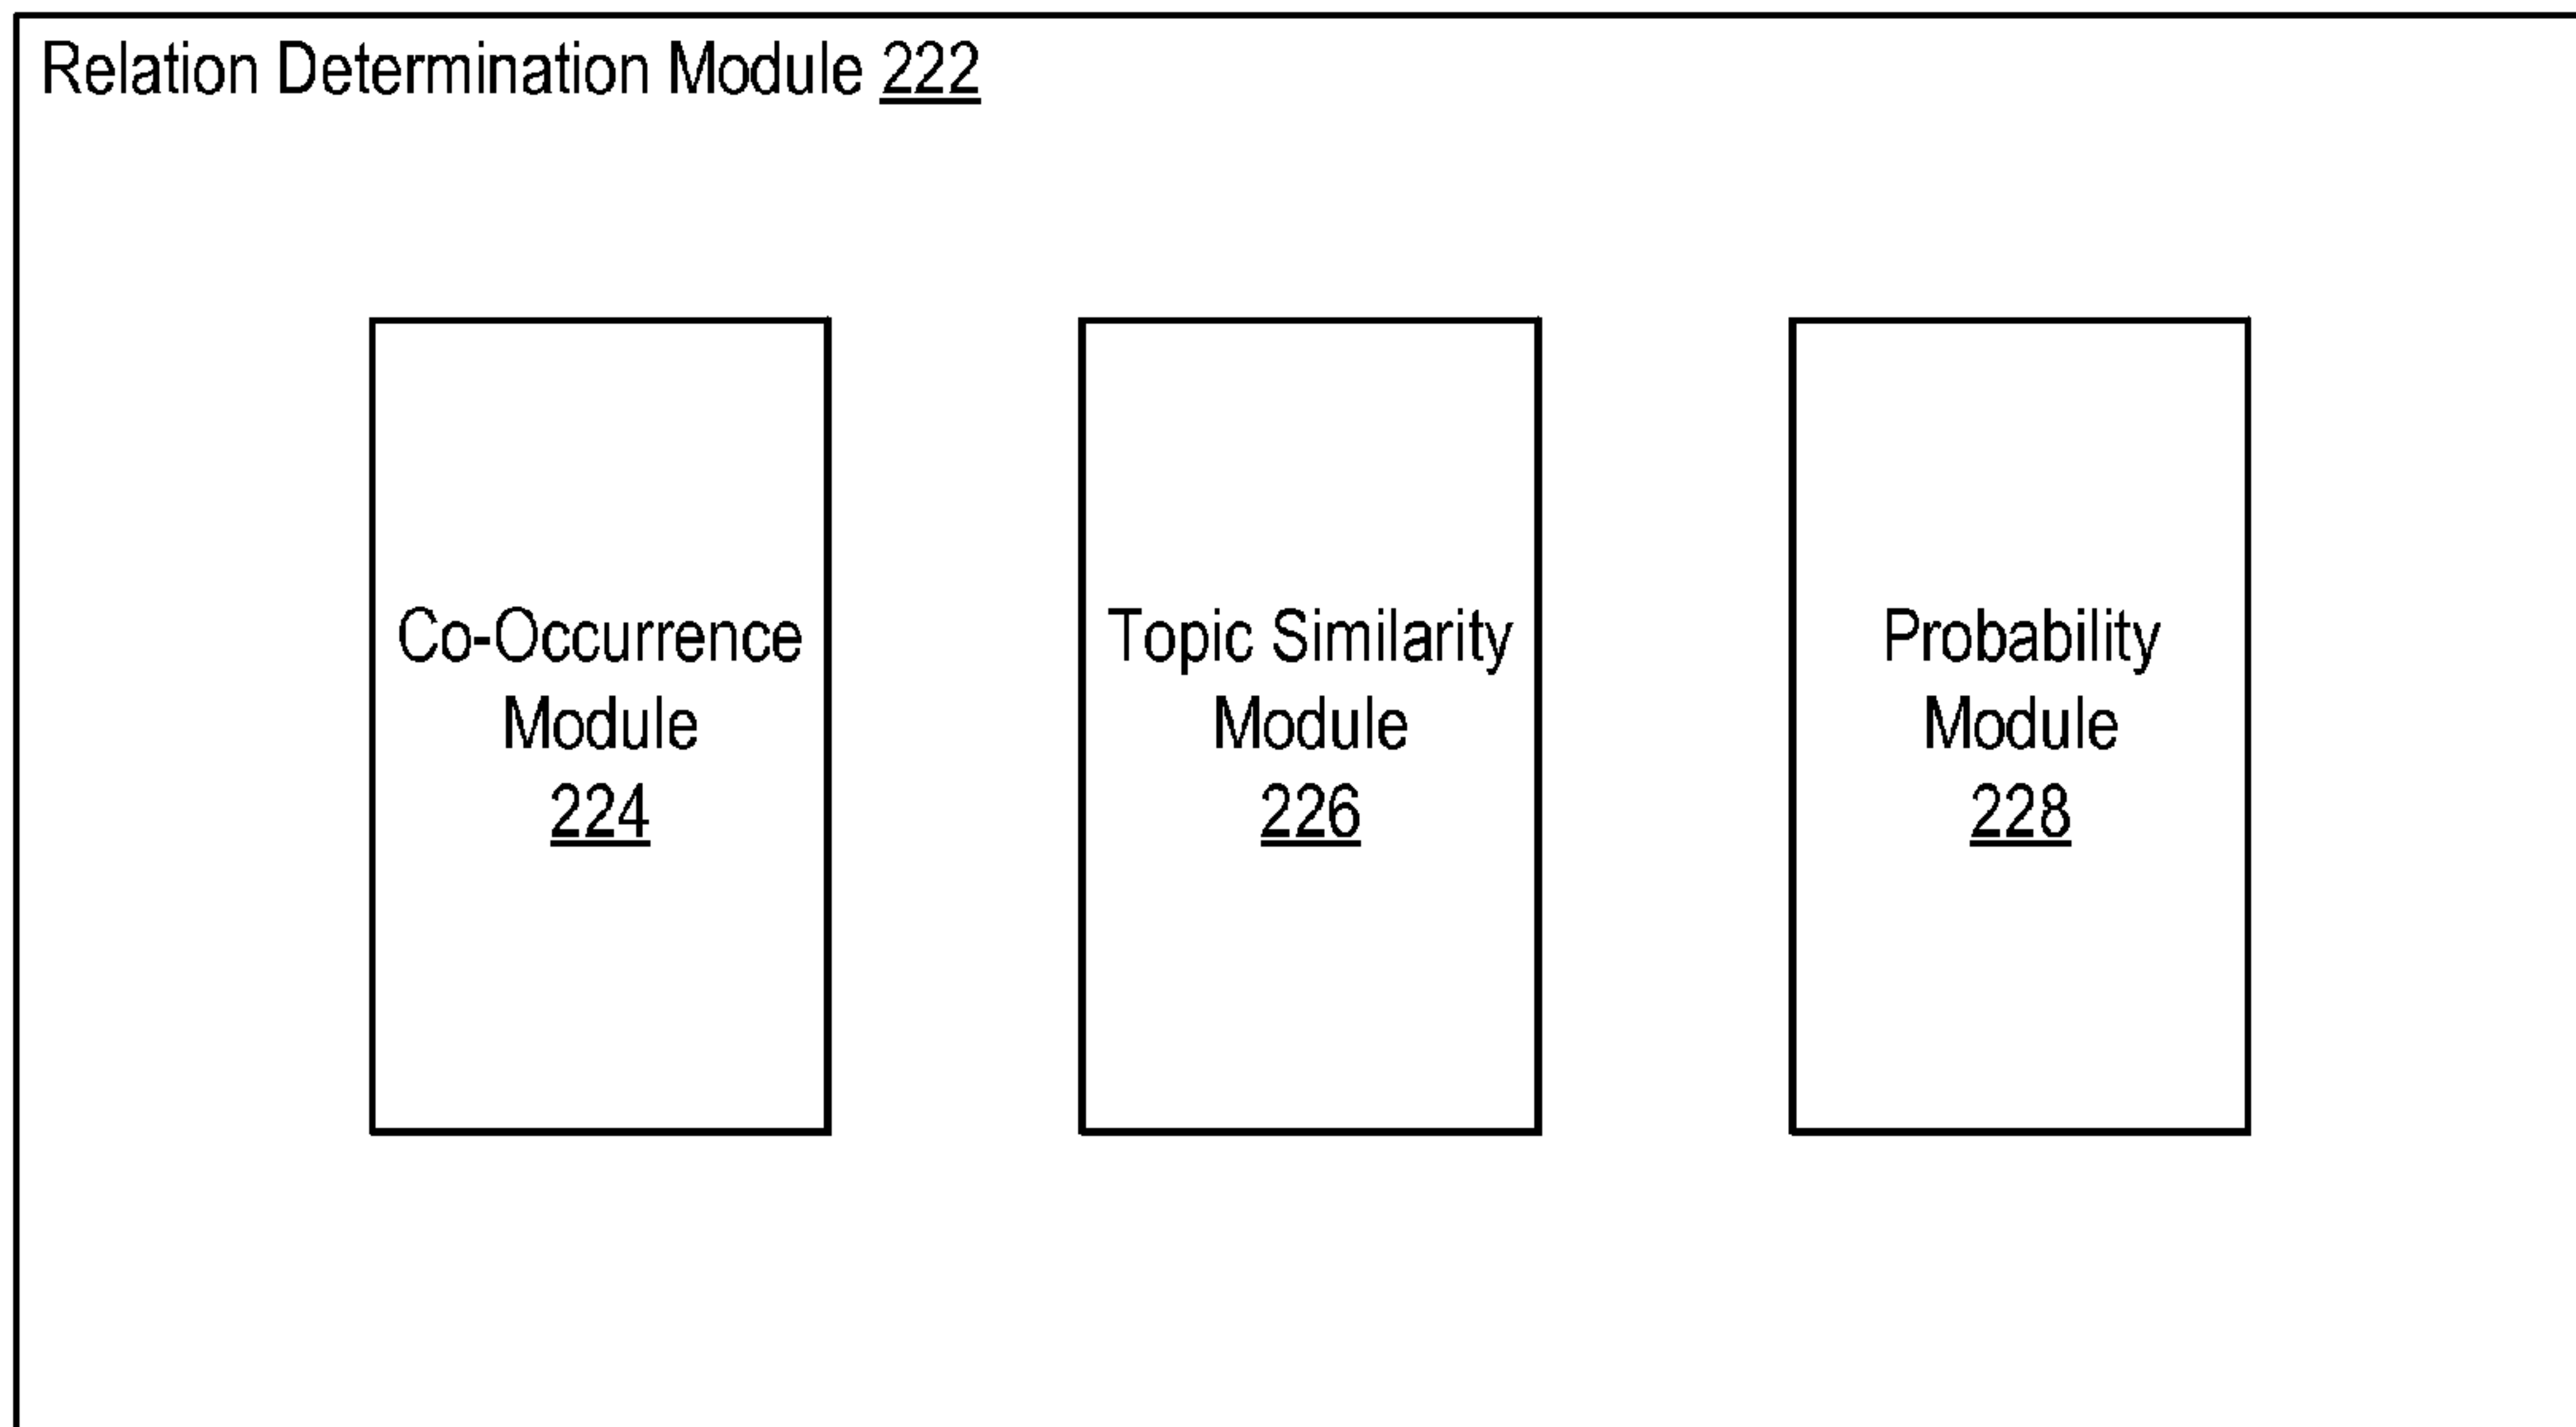 Relation Determination Module 222
Co-Occurrence
Module
224
Topic Similarity
Module
226
Probability
Module
228